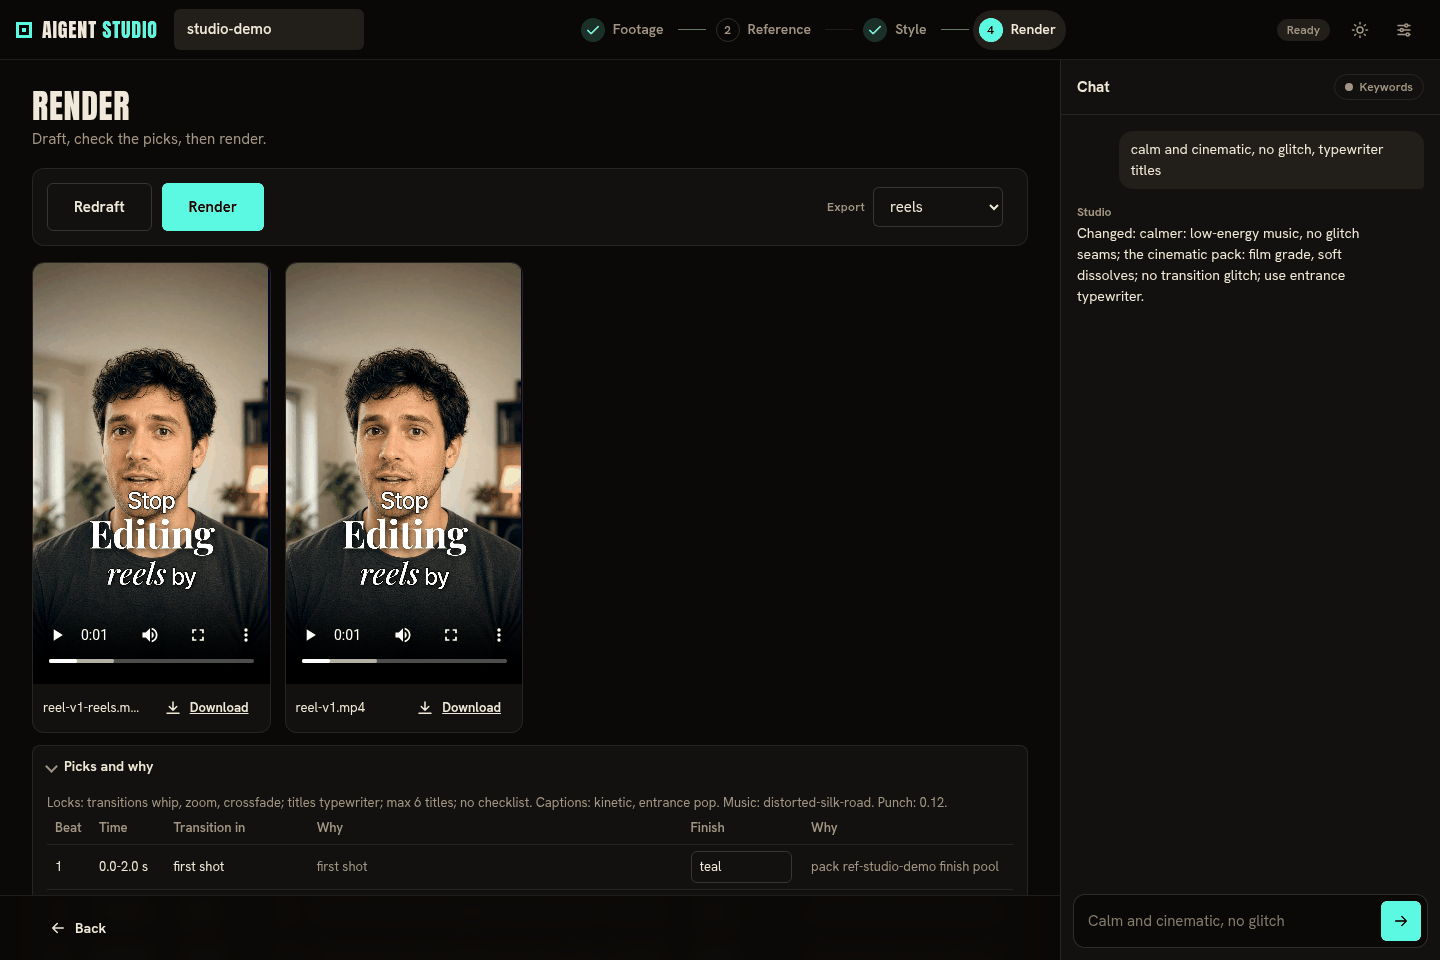 AIGENT STUDIO
studio-demo
Footage
2 Reference
Style
4 Render
Ready
RENDER
Draft, check the picks, then render.
Redraft
Render
Export
reels
Stop
Editing
reels by
0:01
reel-v1-reels.m...
Download
Stop
Editing
reels by
0:01
reel-v1.mp4
Download
Picks and why
Locks: transitions whip, zoom, crossfade; titles typewriter; max 6 titles; no checklist. Captions: kinetic, entrance pop. Music: distorted-silk-road. Punch: 0.12.
Beat Time Transition in Why Finish Why
1 0.0-2.0 s first shot first shot teal pack ref-studio-demo finish pool
Back
Chat
Keywords
calm and cinematic, no glitch, typewriter
titles
Studio
Changed: calmer: low-energy music, no glitch
seams; the cinematic pack: film grade, soft
dissolves; no transition glitch; use entrance
typewriter.
Calm and cinematic, no glitch